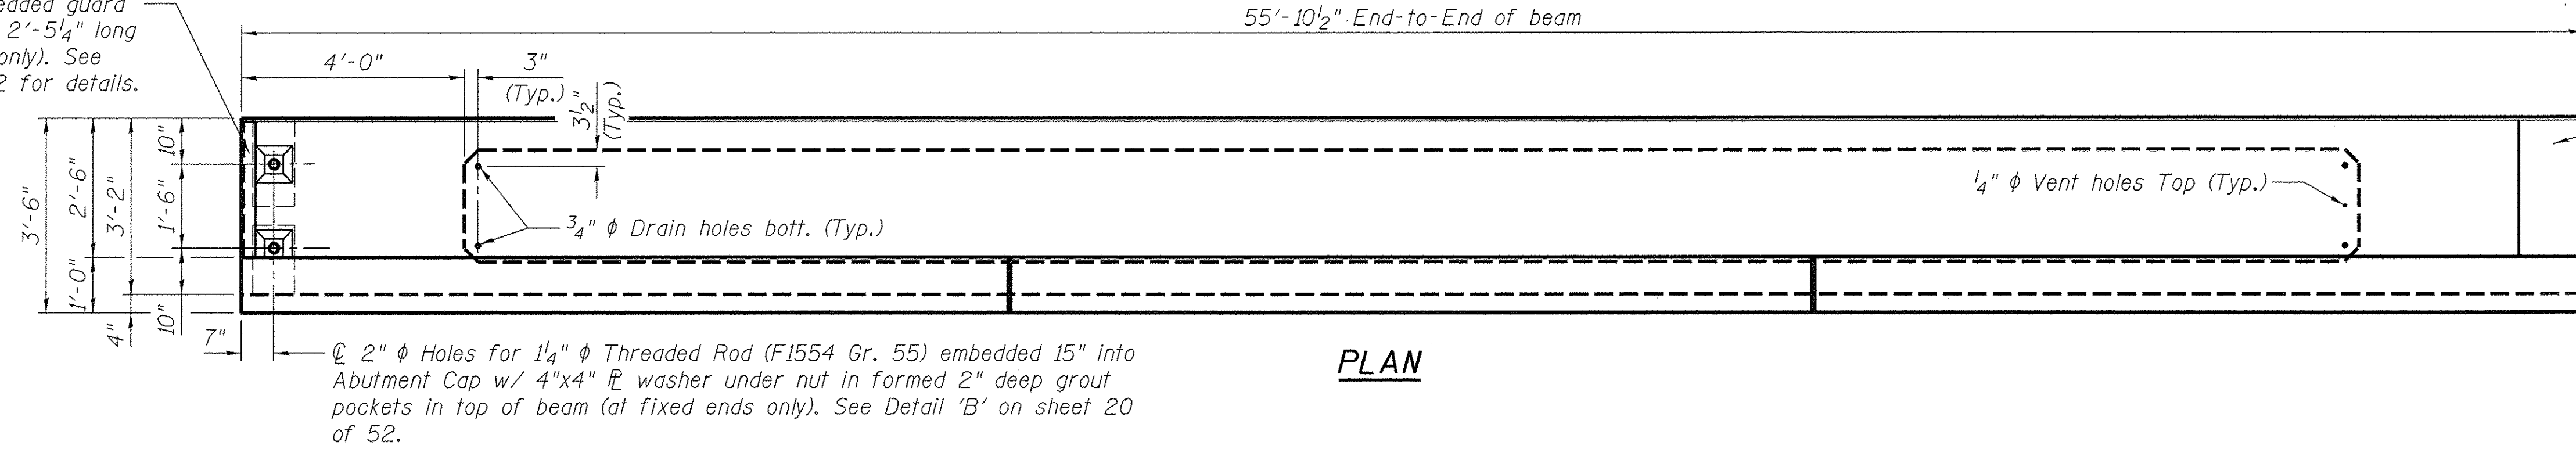 guard
2'-5¼" long
only). See
for details.
55'-10½" End-to-End of beam
4'-0"
3"
(Typ.)
3½"
(Typ.)
3'-6"
2'-6"
1'-0"
3'-2"
4"
10"
1'-6"
10"
7"
¾" ϕ Drain holes bott. (Typ.)
¼" ϕ Vent holes Top (Typ.)
℄ 2" ϕ Holes for 1¼" ϕ Threaded Rod (F1554 Gr. 55) embedded 15" into
Abutment Cap w/ 4"x4" ⅊ washer under nut in formed 2" deep grout
pockets in top of beam (at fixed ends only). See Detail 'B' on sheet 20
of 52.
PLAN